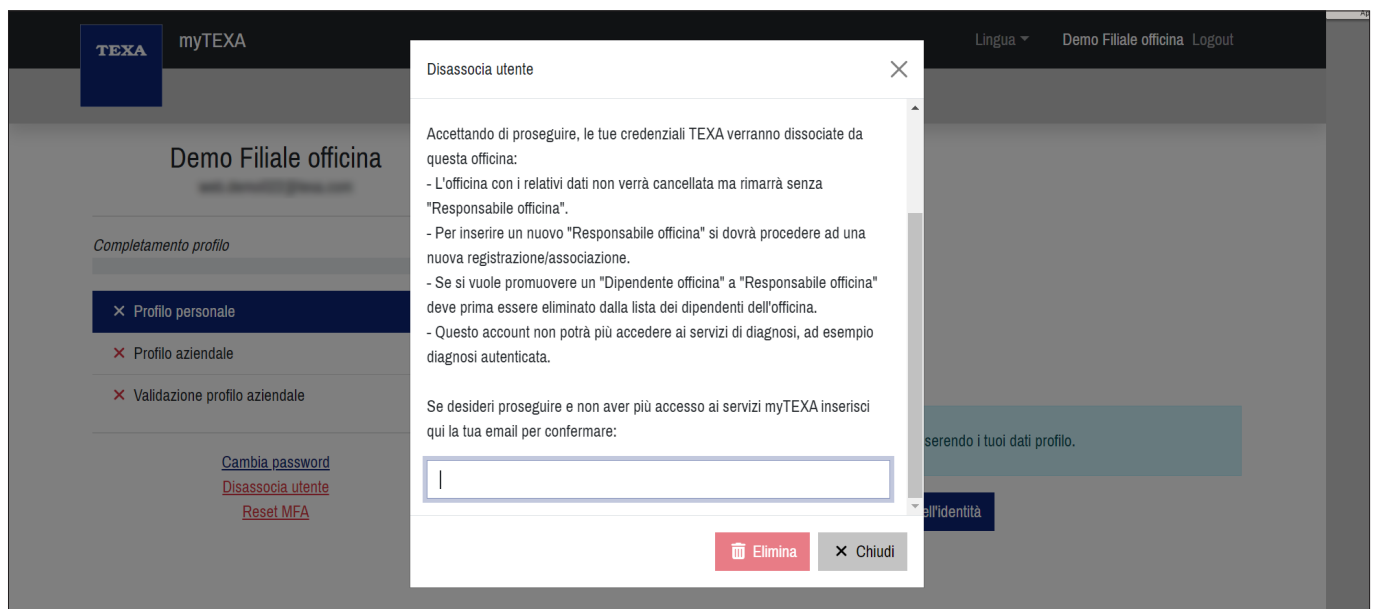 TEXA
myTEXA
Lingua
Demo Filiale officina Logout
Demo Filiale officina
Completamento profilo
Profilo personale
Profilo aziendale
Validazione profilo aziendale
Cambia password
Disassocia utente
Reset MFA
Disassocia utente
Accettando di proseguire, le tue credenziali TEXA verranno dissociate da
questa officina:
- L'officina con i relativi dati non verrà cancellata ma rimarrà senza
"Responsabile officina".
- Per inserire un nuovo "Responsabile officina" si dovrà procedere ad una
nuova registrazione/associazione.
- Se si vuole promuovere un "Dipendente officina" a "Responsabile officina"
deve prima essere eliminato dalla lista dei dipendenti dell'officina.
- Questo account non potrà più accedere ai servizi di diagnosi, ad esempio
diagnosi autenticata.
Se desideri proseguire e non aver più accesso ai servizi myTEXA inserisci
qui la tua email per confermare:
Elimina
Chiudi
serendo i tuoi dati profilo.
ell'identità